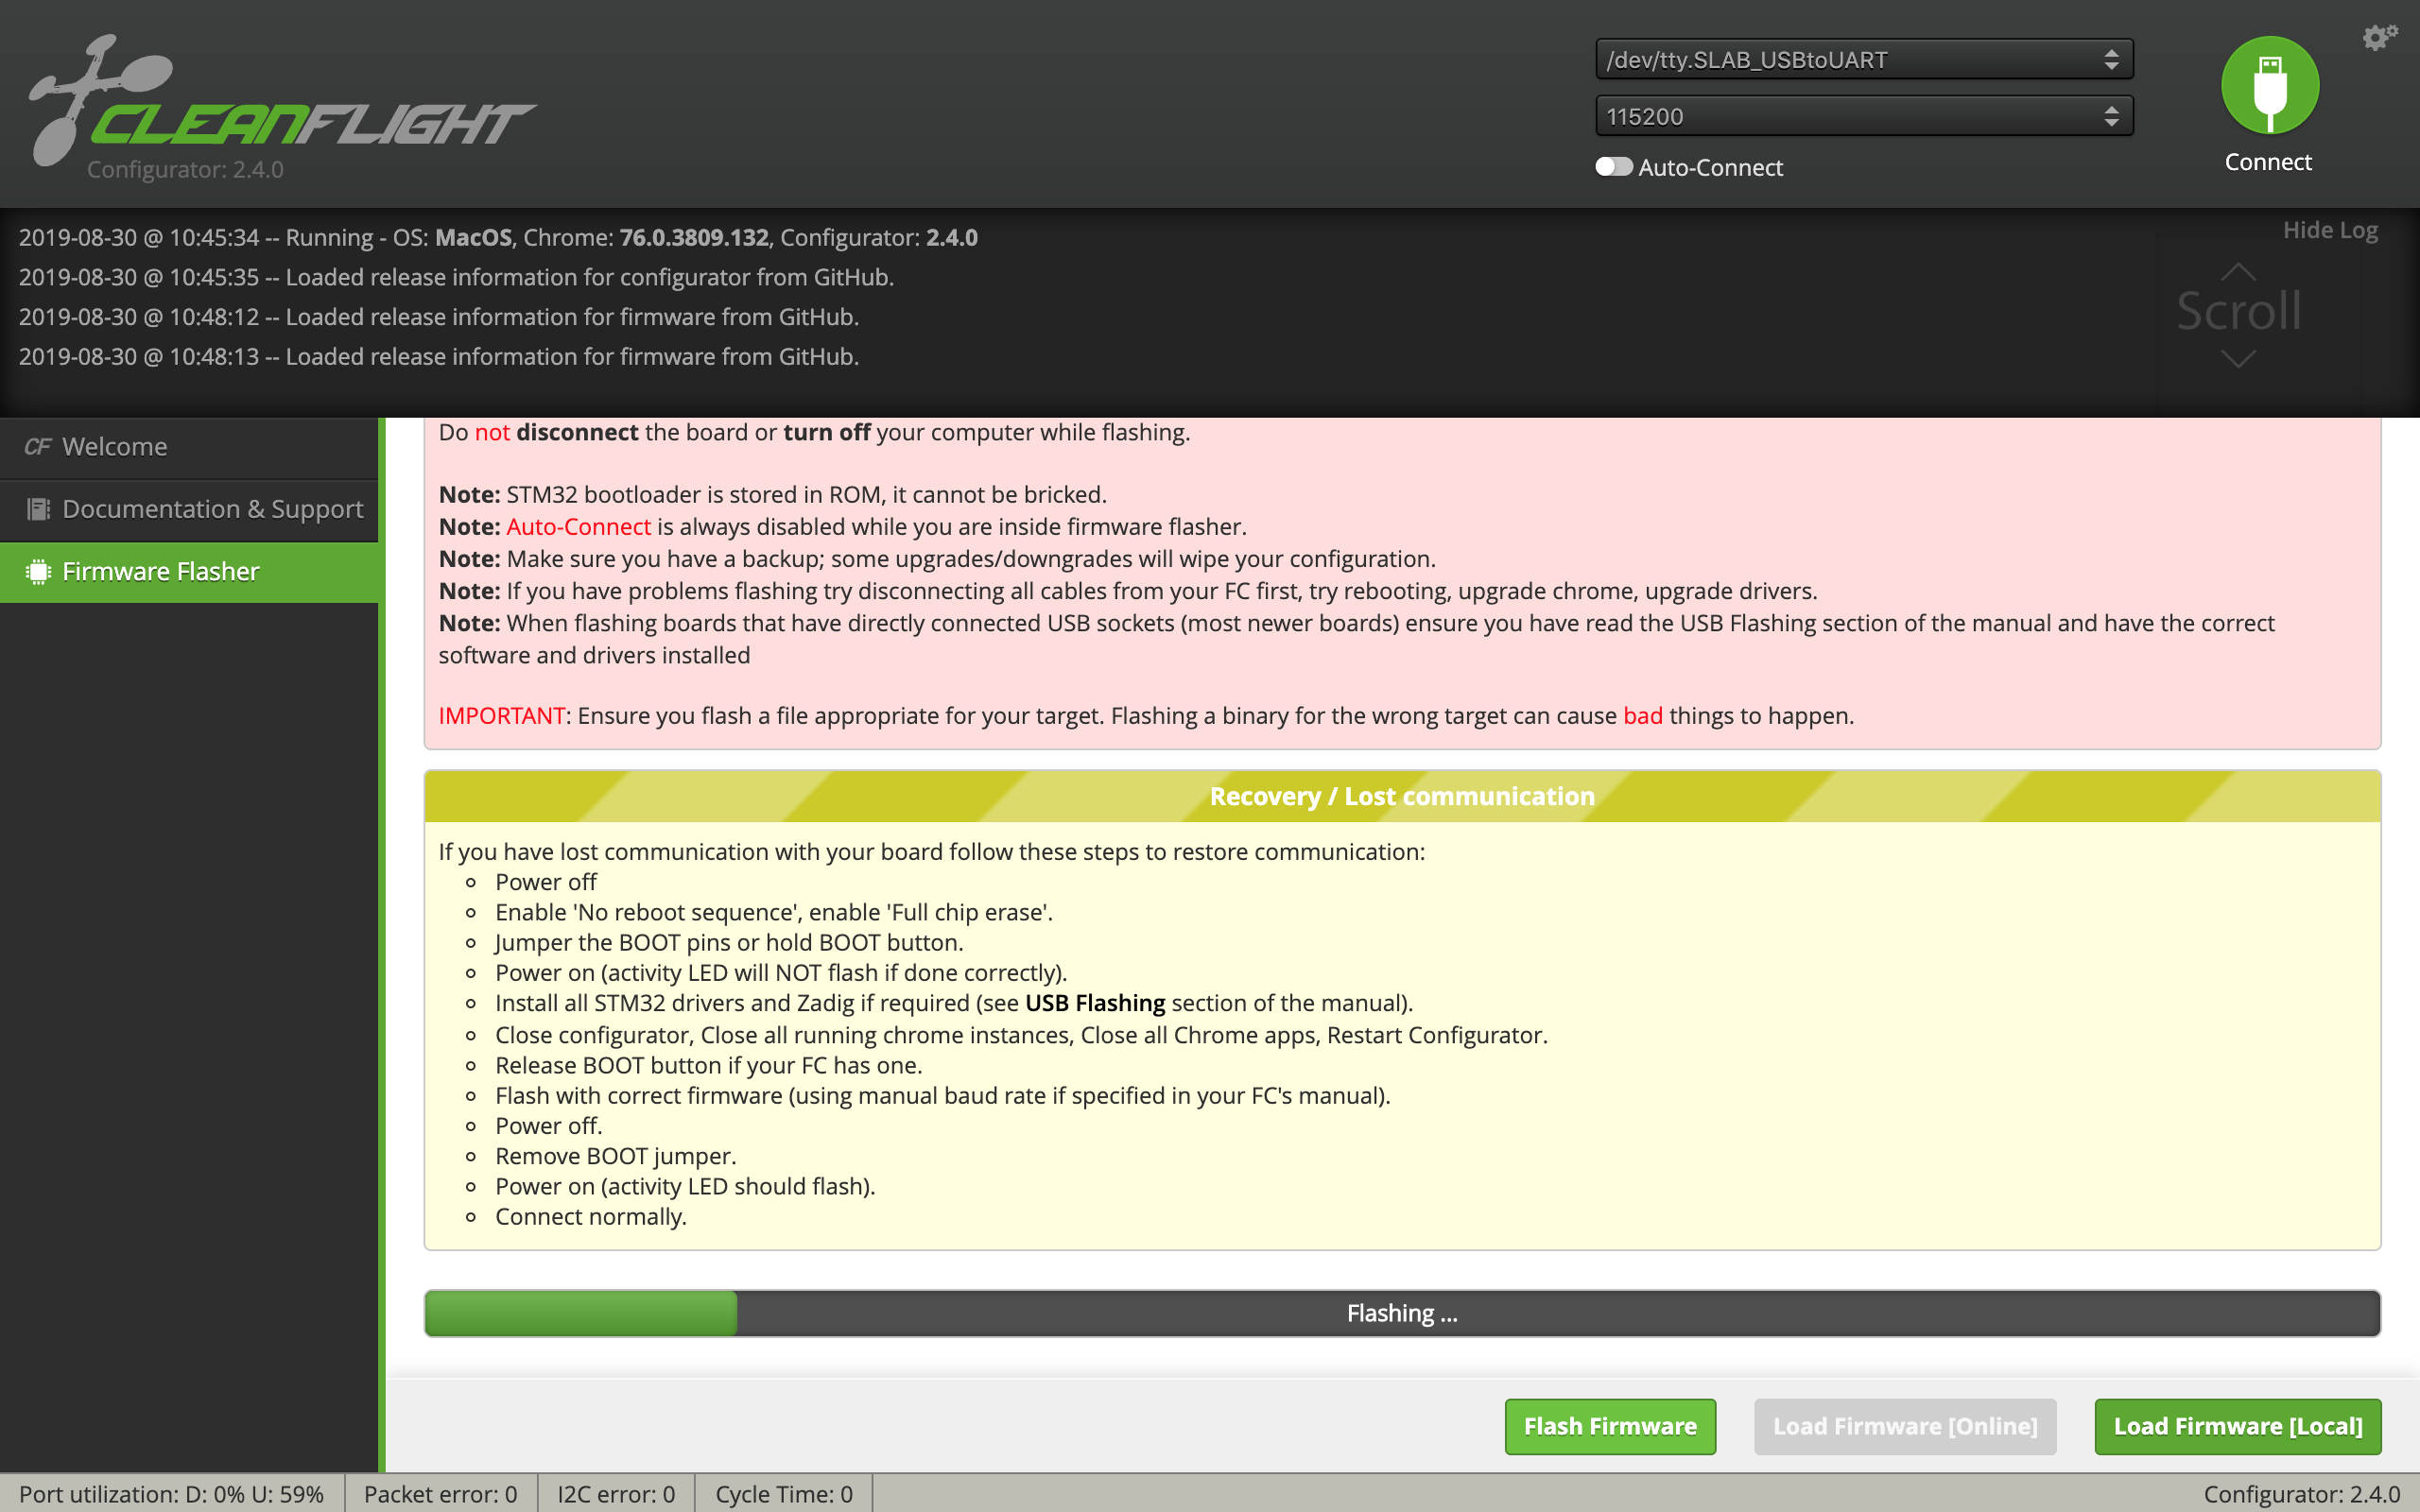 CLEANFLIGHT
Configurator: 2.4.0
/dev/tty.SLAB_USBtoUART
115200
Auto-Connect
Connect
2019-08-30 @ 10:45:34 -- Running - OS: MacOS, Chrome: 76.0.3809.132, Configurator: 2.4.0
2019-08-30 @ 10:45:35 -- Loaded release information for configurator from GitHub.
2019-08-30 @ 10:48:12 -- Loaded release information for firmware from GitHub.
2019-08-30 @ 10:48:13 -- Loaded release information for firmware from GitHub.
Hide Log
Scroll
CF Welcome
Documentation & Support
Firmware Flasher
Do not disconnect the board or turn off your computer while flashing.
Note: STM32 bootloader is stored in ROM, it cannot be bricked.
Note: Auto-Connect is always disabled while you are inside firmware flasher.
Note: Make sure you have a backup; some upgrades/downgrades will wipe your configuration.
Note: If you have problems flashing try disconnecting all cables from your FC first, try rebooting, upgrade chrome, upgrade drivers.
Note: When flashing boards that have directly connected USB sockets (most newer boards) ensure you have read the USB Flashing section of the manual and have the correct
software and drivers installed
IMPORTANT: Ensure you flash a file appropriate for your target. Flashing a binary for the wrong target can cause bad things to happen.
Recovery / Lost communication
If you have lost communication with your board follow these steps to restore communication:
Power off
Enable 'No reboot sequence', enable 'Full chip erase'.
Jumper the BOOT pins or hold BOOT button.
Power on (activity LED will NOT flash if done correctly).
Install all STM32 drivers and Zadig if required (see USB Flashing section of the manual).
Close configurator, Close all running chrome instances, Close all Chrome apps, Restart Configurator.
Release BOOT button if your FC has one.
Flash with correct firmware (using manual baud rate if specified in your FC's manual).
Power off.
Remove BOOT jumper.
Power on (activity LED should flash).
Connect normally.
Flashing ...
Flash Firmware
Load Firmware [Online]
Load Firmware [Local]
Port utilization: D: 0% U: 59%
Packet error: 0
I2C error: 0
Cycle Time: 0
Configurator: 2.4.0